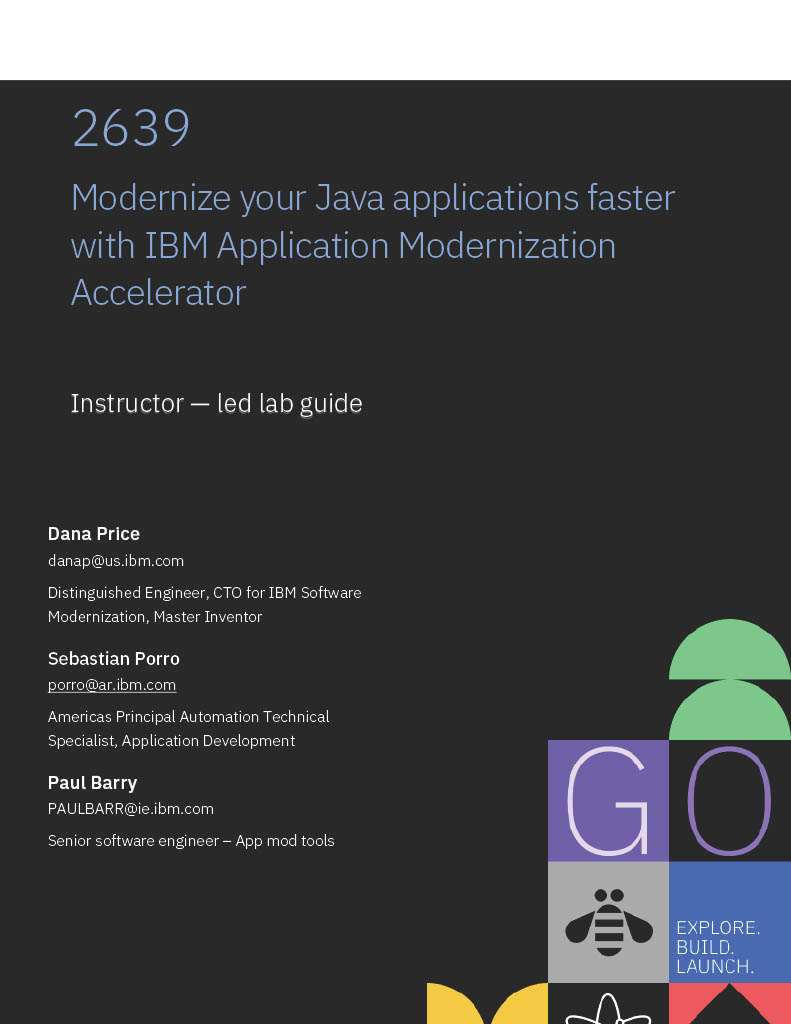 2639
Modernize your Java applications faster
with IBM Application Modernization
Accelerator
Instructor — led lab guide
Dana Price
danap@us.ibm.com
Distinguished Engineer, CTO for IBM Software
Modernization, Master Inventor
Sebastian Porro
porro@ar.ibm.com
Americas Principal Automation Technical
Specialist, Application Development
Paul Barry
PAULBARR@ie.ibm.com
Senior software engineer – App mod tools
GO
EXPLORE.
BUILD.
LAUNCH.